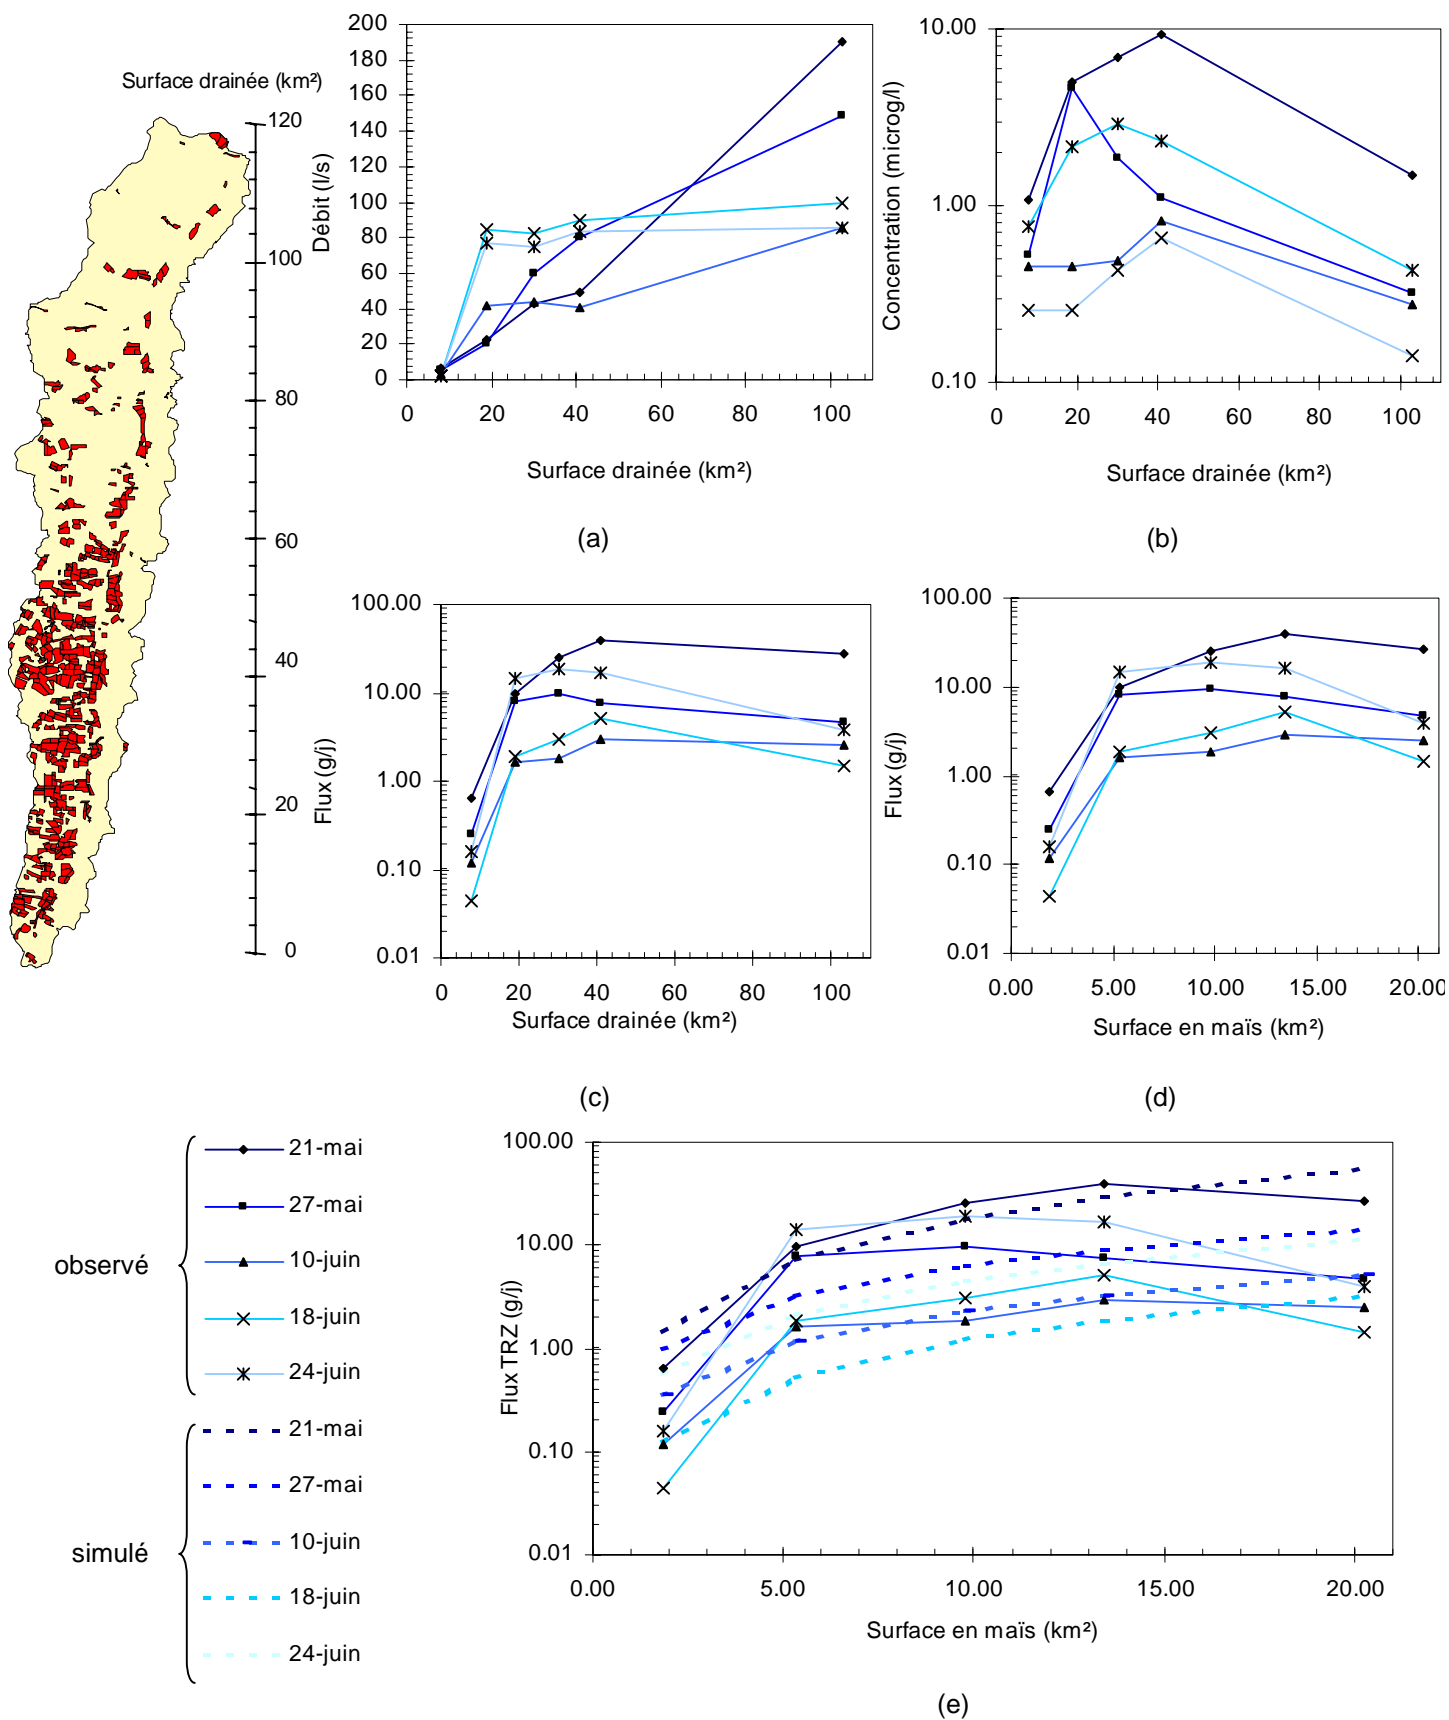 Surface drainée (km²)
120
100
80
60
40
20
0
Débit (l/s)
200
180
160
140
120
100
80
60
40
20
0
0 20 40 60 80 100
Surface drainée (km²)
(a)
Concentration (microg/l)
10.00
1.00
0.10
0 20 40 60 80 100
Surface drainée (km²)
(b)
Flux (g/j)
100.00
10.00
1.00
0.10
0.01
0 20 40 60 80 100
Surface drainée (km²)
(c)
Flux (g/j)
100.00
10.00
1.00
0.10
0.01
0.00 5.00 10.00 15.00 20.00
Surface en maïs (km²)
(d)
observé
21-mai
27-mai
10-juin
18-juin
24-juin
simulé
21-mai
27-mai
10-juin
18-juin
24-juin
Flux TRZ (g/j)
100.00
10.00
1.00
0.10
0.01
0.00 5.00 10.00 15.00 20.00
Surface en maïs (km²)
(e)